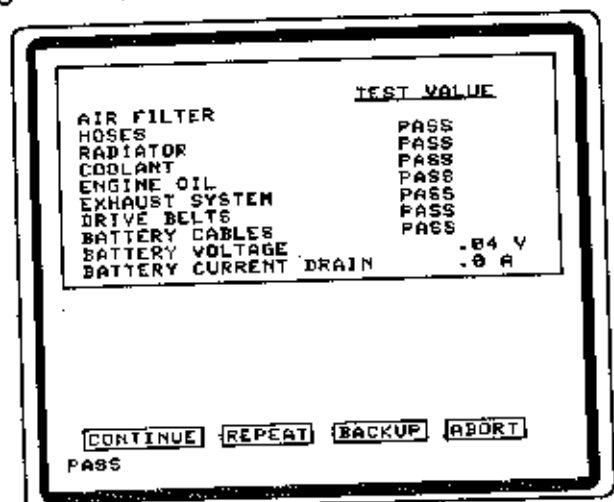 TEST VALUE
AIR FILTER
HOSES PASS
RADIATOR PASS
COOLANT PASS
ENGINE OIL PASS
EXHAUST SYSTEM PASS
DRIVE BELTS PASS
BATTERY CABLES PASS
BATTERY VOLTAGE .04 V
BATTERY CURRENT DRAIN .0 A
CONTINUE REPEAT BACKUP ABORT
PASS